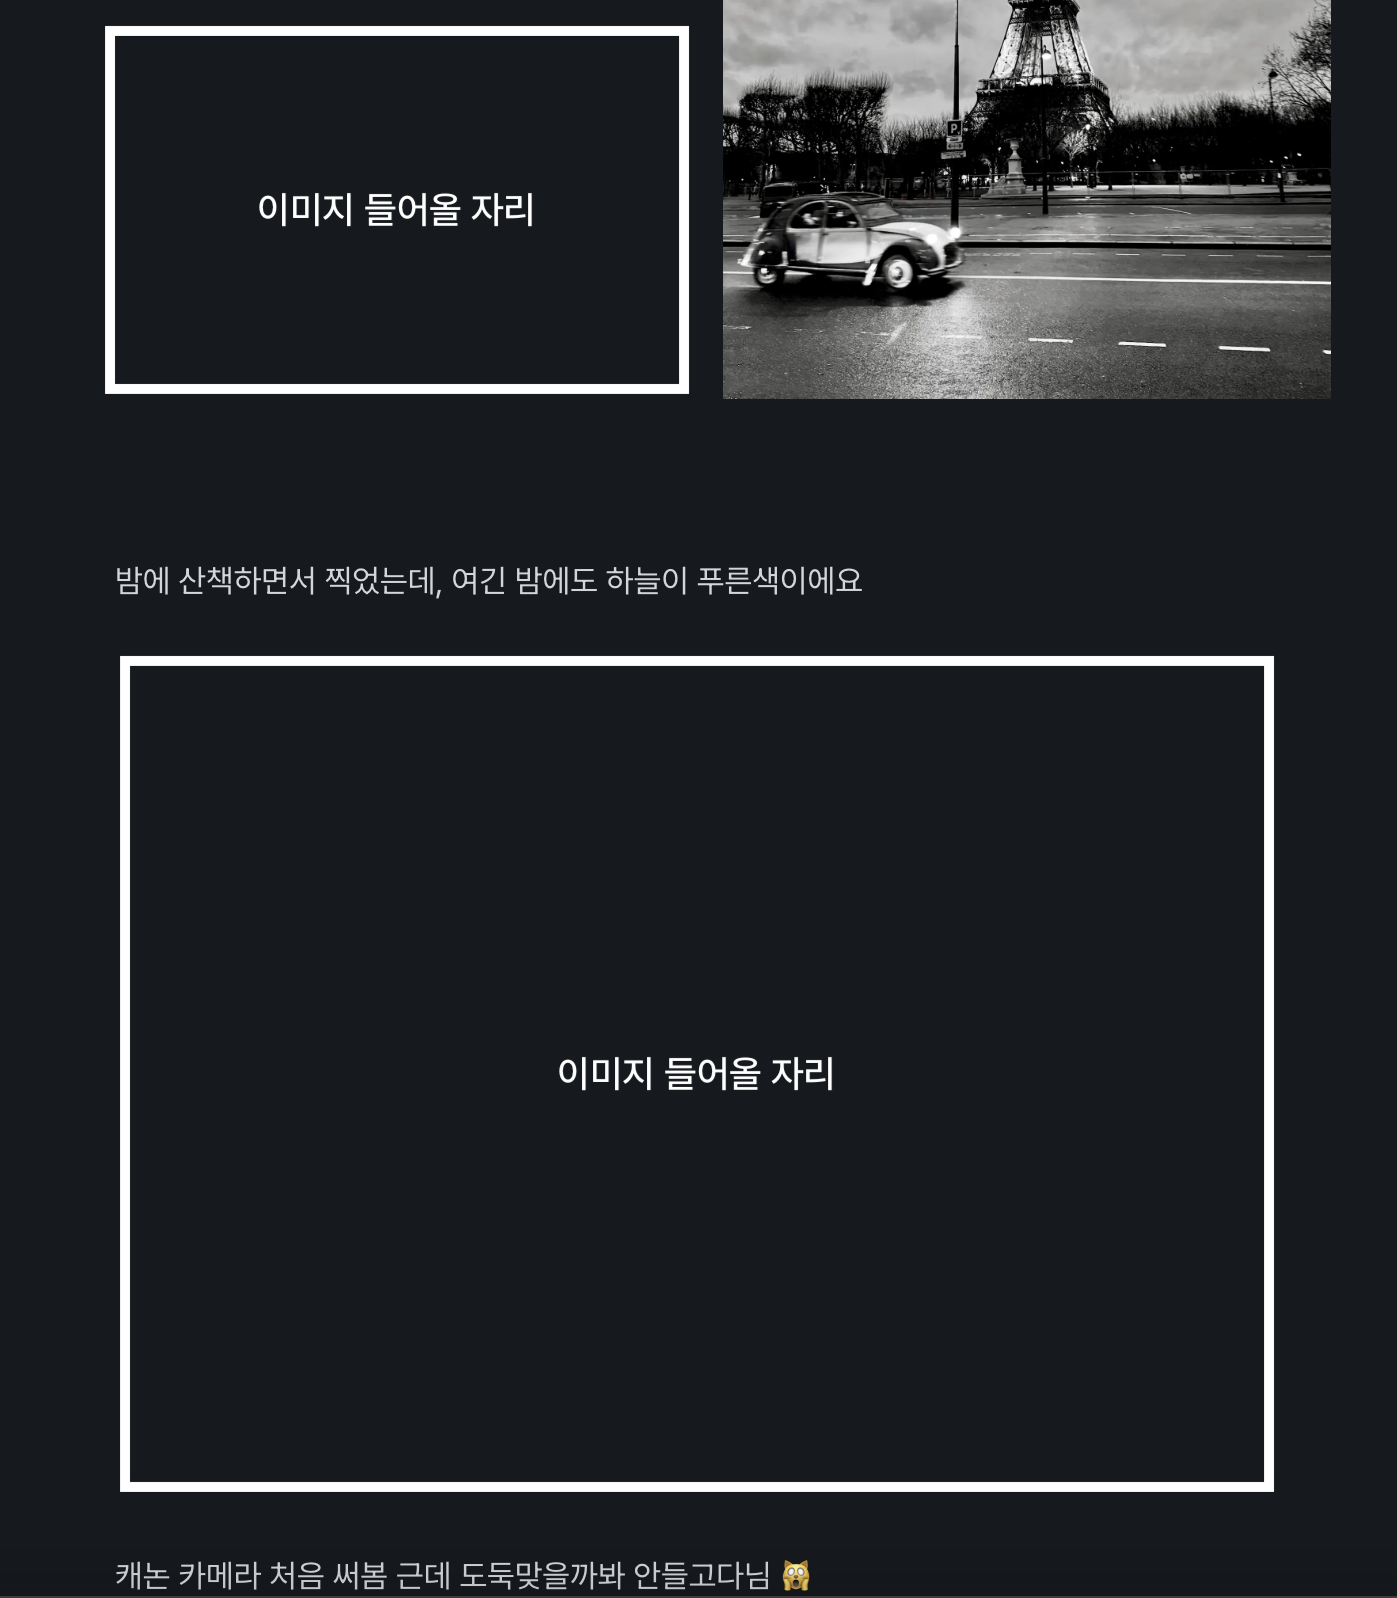 이미지 들어올 자리
P
밤에 산책하면서 찍었는데, 여긴 밤에도 하늘이 푸른색이에요
이미지 들어올 자리
캐논 카메라 처음 써봄 근데 도둑맞을까봐 안들고다님 🙀